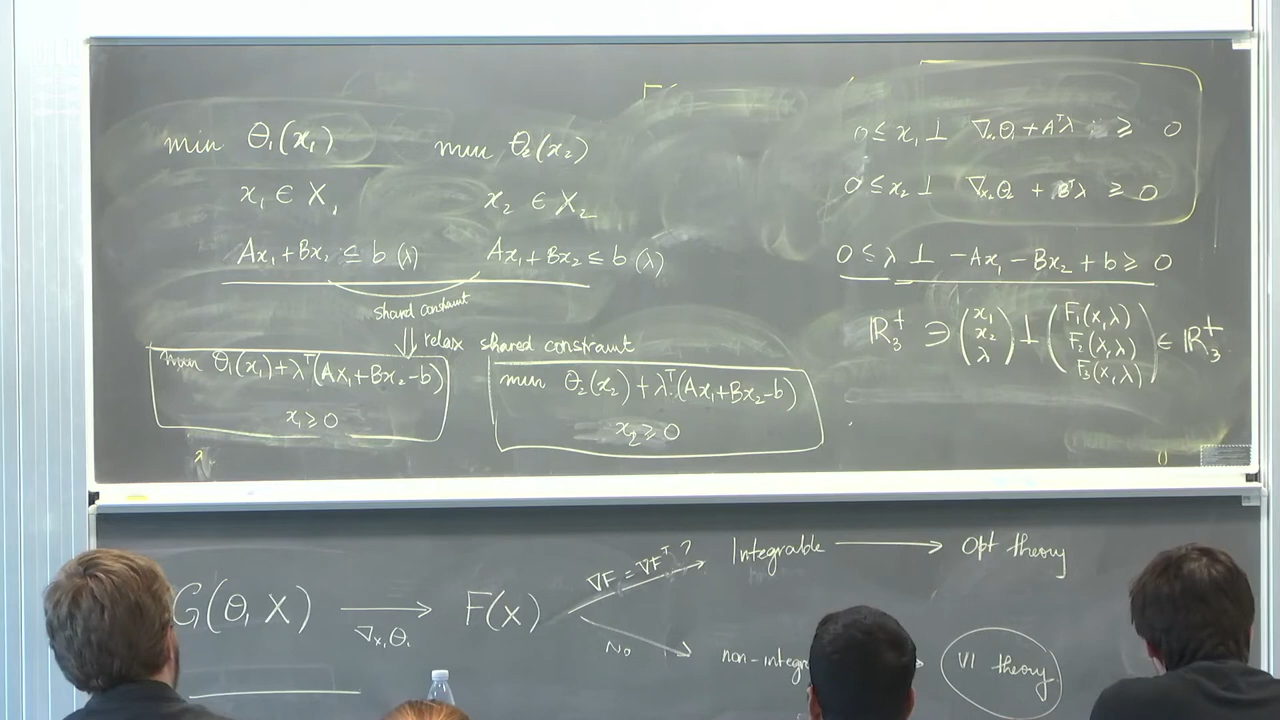 min θ₁(x₁)
x₁ ∈ X₁
Ax₁+Bx₂ ≤ b (λ)
min θ₂(x₂)
x₂ ∈ X₂
Ax₁+Bx₂ ≤ b (λ)
shared constraint
⇓ relax shared constraint
min θ₁(x₁)+λᵀ(Ax₁+Bx₂-b)
x₁≥0
min θ₂(x₂)+λᵀ(Ax₁+Bx₂-b)
x₂≥0
0 ≤ x₁ ⊥ ∇ₓ₁θ₁+Aᵀλ ≥ 0
0 ≤ x₂ ⊥ ∇ₓ₂θ₂ + Bᵀλ ≥ 0
0 ≤ λ ⊥ -Ax₁-Bx₂+b ≥ 0
ℝ₃⁺ ∋ (x₁ x₂ λ) ⊥ (F₁(x,λ) F₂(x,λ) F₃(x,λ)) ∈ ℝ₃⁺
G(θ, X) → F(x)
∇ₓᵢθᵢ
∇F = ∇Fᵀ ?
Integrable → Opt theory
No
VI theory